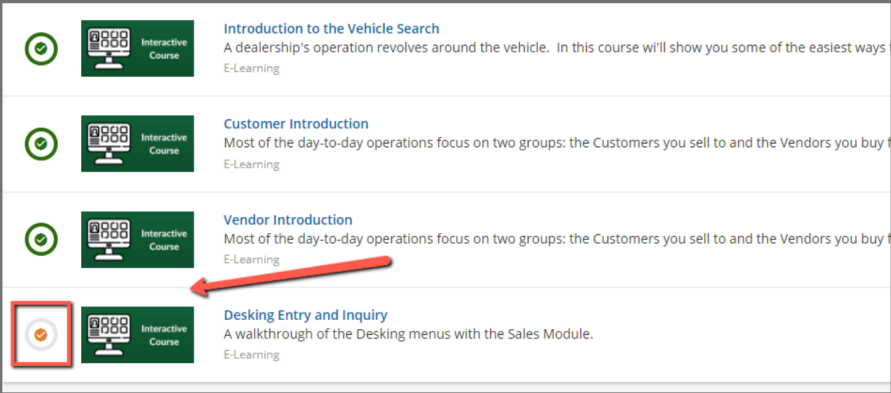 Interactive
Course
Introduction to the Vehicle Search
A dealership's operation revolves around the vehicle.  In this course wi'll show you some of the easiest ways
E-Learning
Interactive
Course
Customer Introduction
Most of the day-to-day operations focus on two groups: the Customers you sell to and the Vendors you buy
E-Learning
Interactive
Course
Vendor Introduction
Most of the day-to-day operations focus on two groups: the Customers you sell to and the Vendors you buy
E-Learning
Interactive
Course
Desking Entry and Inquiry
A walkthrough of the Desking menus with the Sales Module.
E-Learning